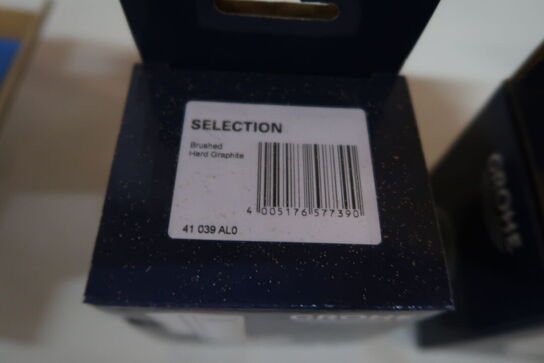 SELECTION
Brushed
Hard Graphite
4 005176 577390
41 039 AL0
GROHE